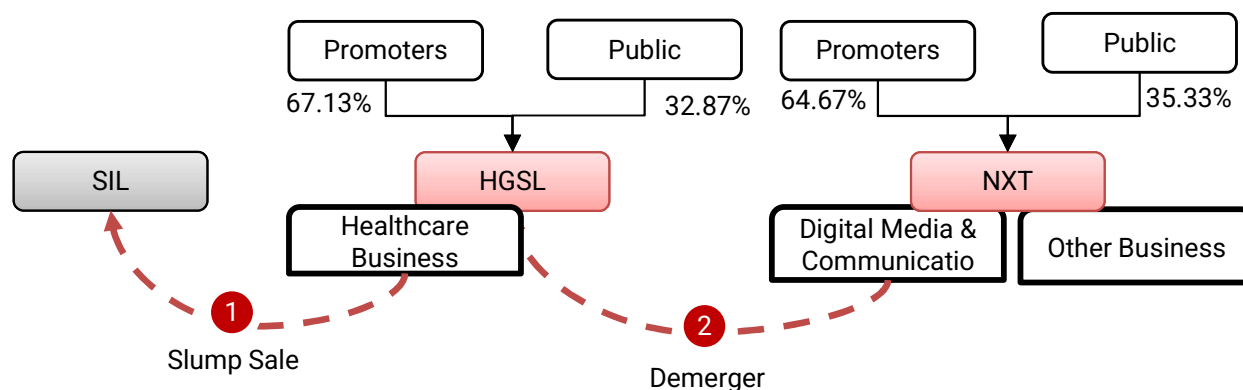 Promoters
Public
Promoters
Public
67.13%
32.87%
64.67%
35.33%
SIL
HGSL
NXT
Healthcare
Business
Digital Media &
Communicatio
Other Business
1
2
Slump Sale
Demerger